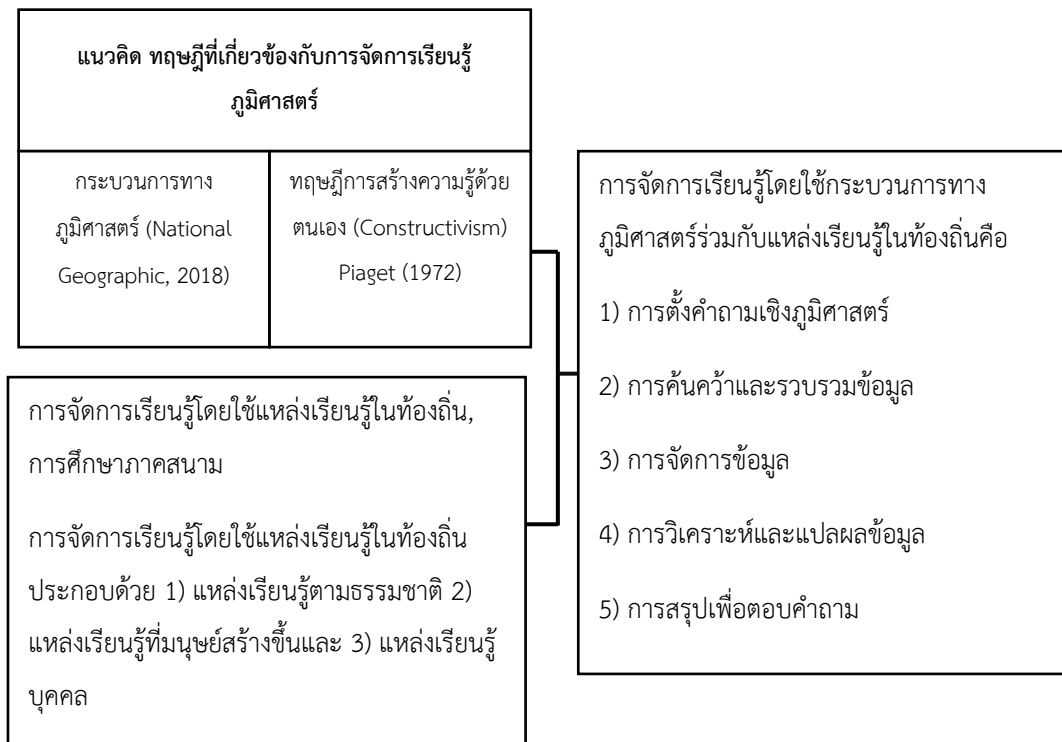 แนวคิด ทฤษฎีที่เกี่ยวข้องกับการจัดการเรียนรู้
ภูมิศาสตร์
กระบวนการทาง
ภูมิศาสตร์ (National
Geographic, 2018)
ทฤษฎีการสร้างความรู้ด้วย
ตนเอง (Constructivism)
Piaget (1972)
การจัดการเรียนรู้โดยใช้แหล่งเรียนรู้ในท้องถิ่น,
การศึกษาภาคสนาม
การจัดการเรียนรู้โดยใช้แหล่งเรียนรู้ในท้องถิ่น
ประกอบด้วย 1) แหล่งเรียนรู้ตามธรรมชาติ 2)
แหล่งเรียนรู้ที่มนุษย์สร้างขึ้นและ 3) แหล่งเรียนรู้
บุคคล
การจัดการเรียนรู้โดยใช้กระบวนการทาง
ภูมิศาสตร์ร่วมกับแหล่งเรียนรู้ในท้องถิ่นคือ
1) การตั้งคำถามเชิงภูมิศาสตร์
2) การค้นคว้าและรวบรวมข้อมูล
3) การจัดการข้อมูล
4) การวิเคราะห์และแปลผลข้อมูล
5) การสรุปเพื่อตอบคำถาม